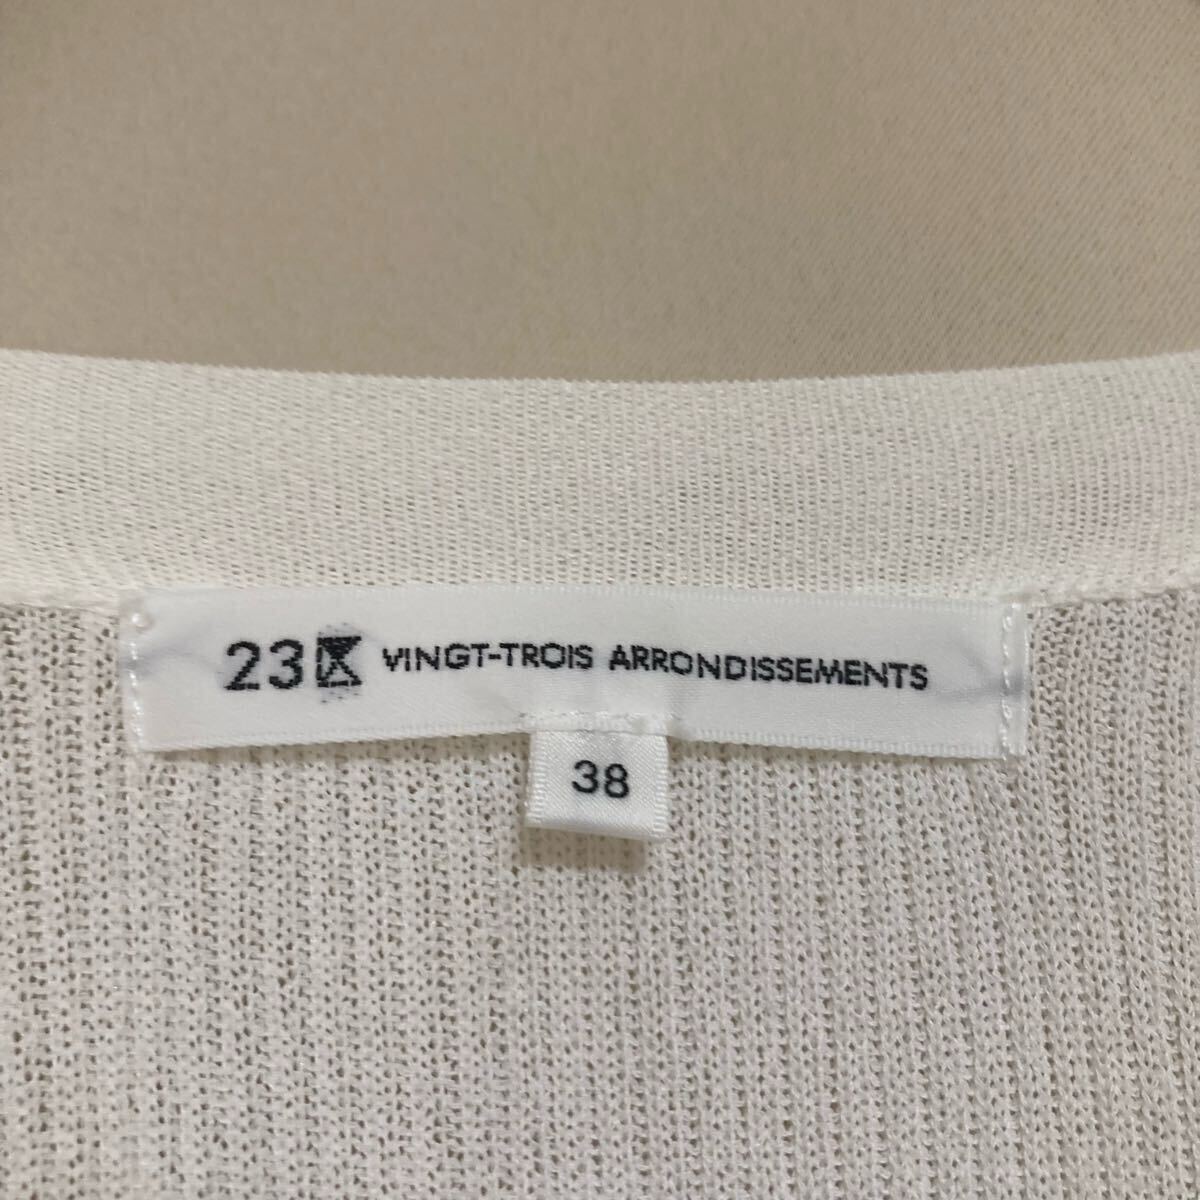 23区 VINGT-TROIS ARRONDISSEMENTS
38